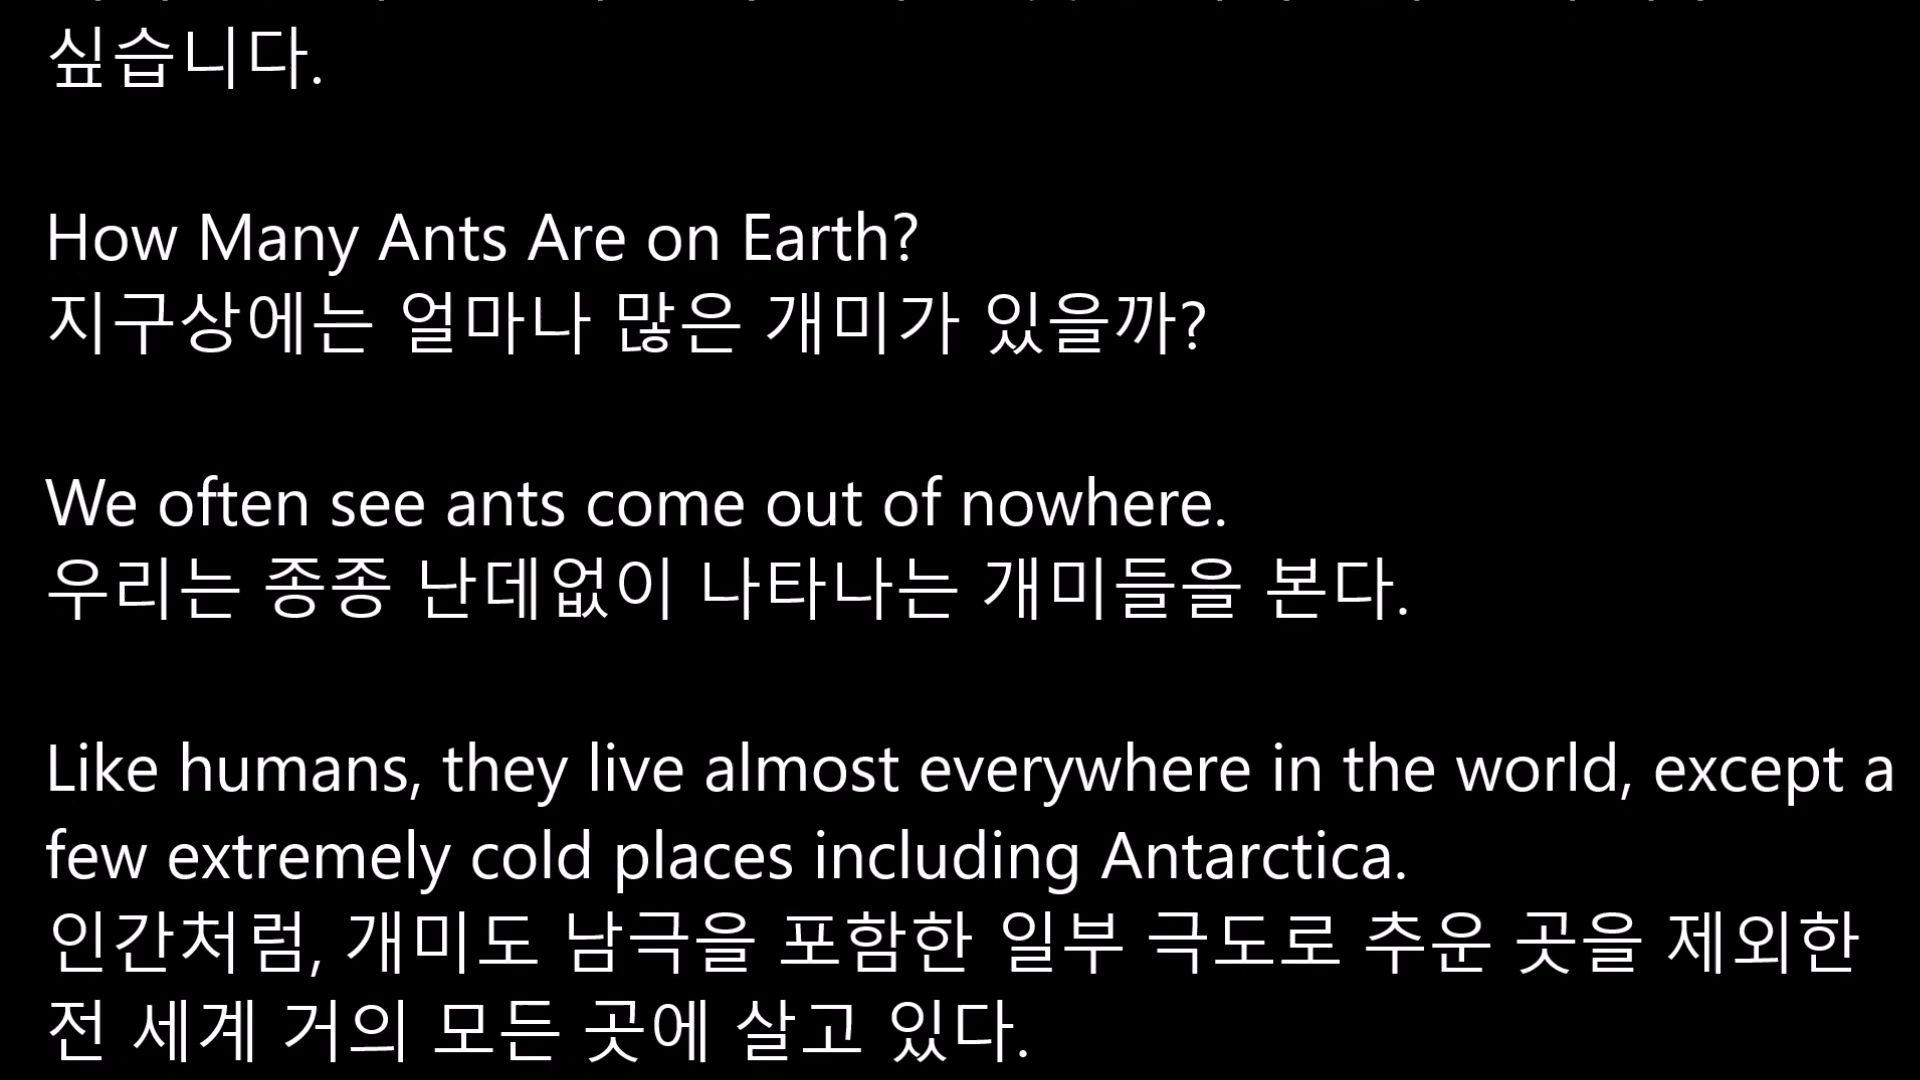 싶습니다.
How Many Ants Are on Earth?
지구상에는 얼마나 많은 개미가 있을까?
We often see ants come out of nowhere.
우리는 종종 난데없이 나타나는 개미들을 본다.
Like humans, they live almost everywhere in the world, except a
few extremely cold places including Antarctica.
인간처럼, 개미도 남극을 포함한 일부 극도로 추운 곳을 제외한
전 세계 거의 모든 곳에 살고 있다.